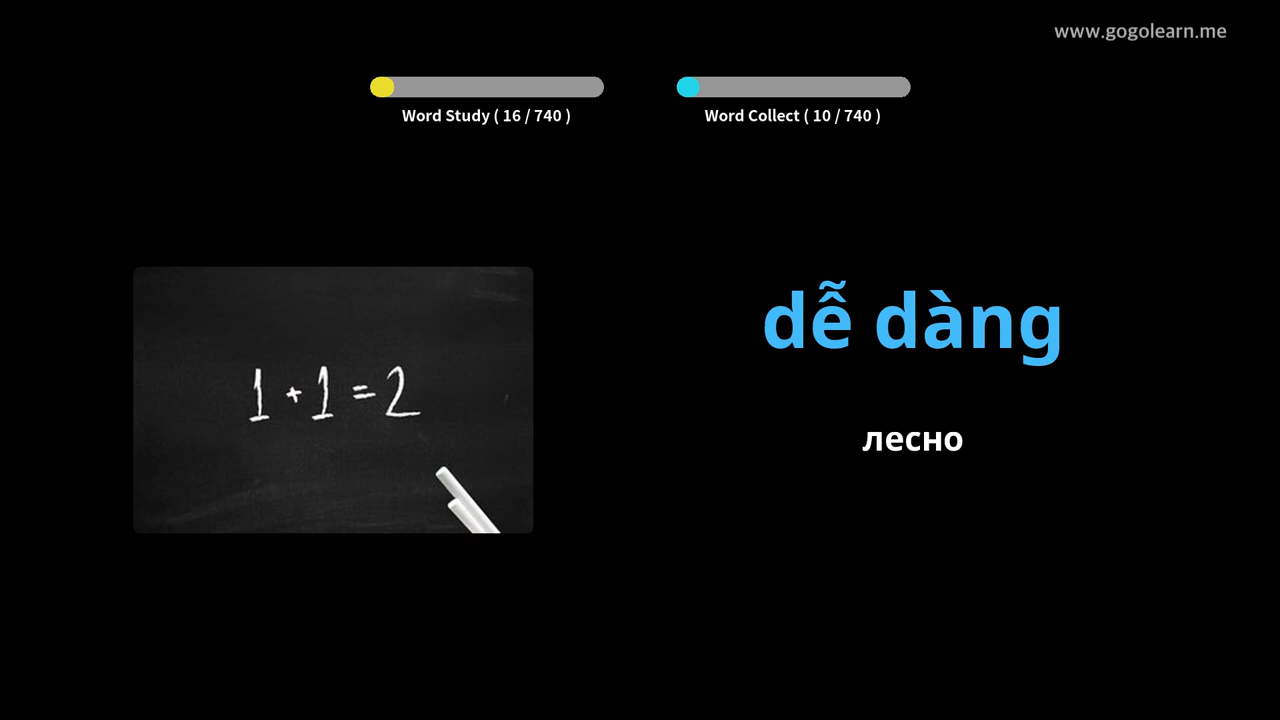 www.gogolearn.me
Word Study ( 16 / 740 )
Word Collect ( 10 / 740 )
1 + 1 = 2
dễ dàng
лесно